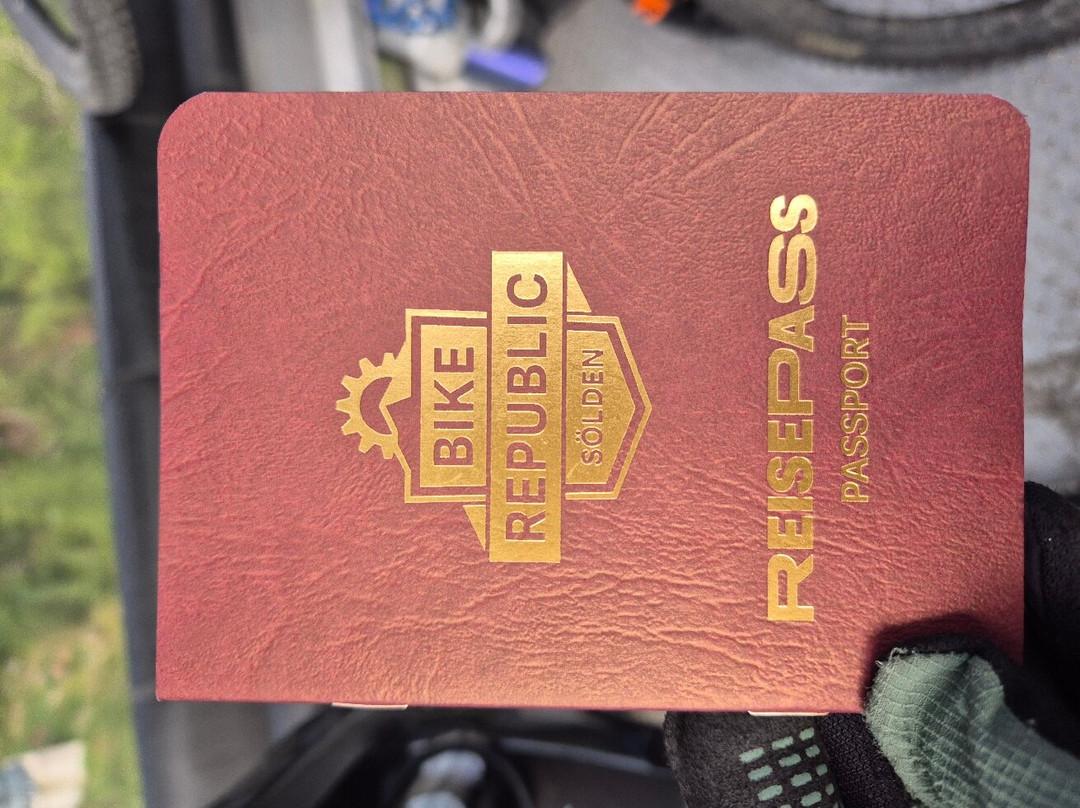 BIKE
REPUBLIC
SÖLDEN
REISEPASS
PASSPORT